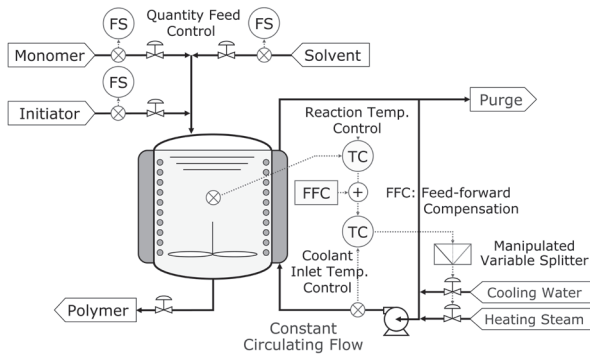 Quantity Feed
Control
FS
FS
Monomer
Solvent
FS
Initiator
Purge
Reaction Temp.
Control
TC
FFC
+
FFC: Feed-forward
Compensation
TC
Coolant
Inlet Temp.
Control
Manipulated
Variable Splitter
Cooling Water
Polymer
Heating Steam
Constant
Circulating Flow